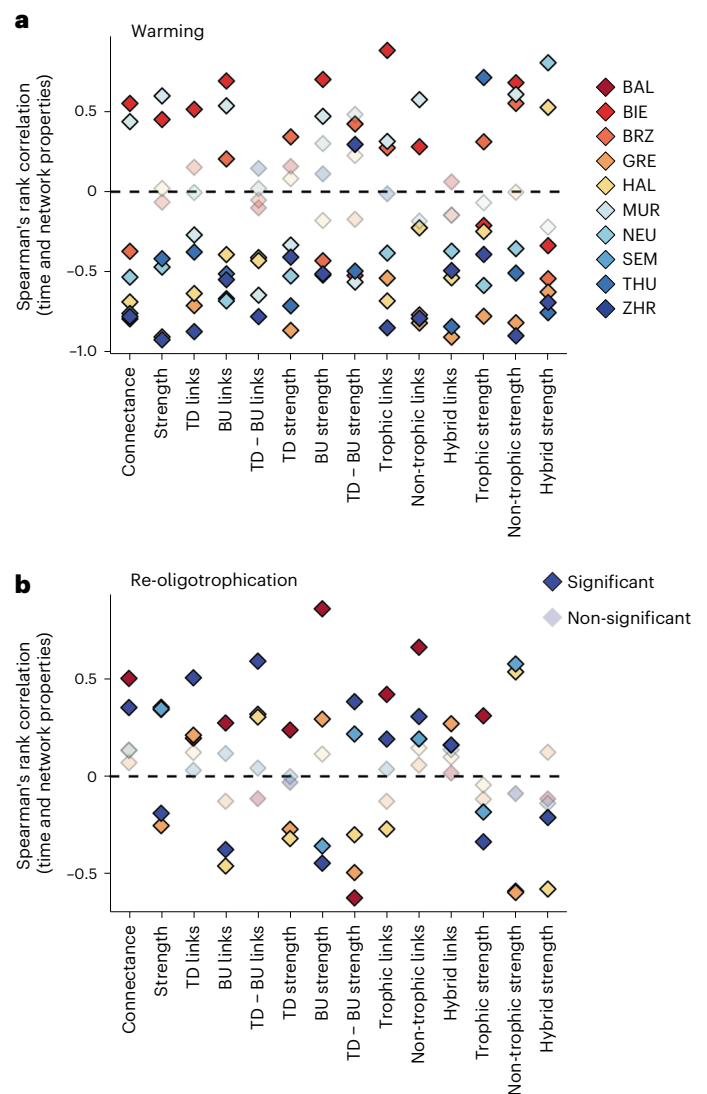 a
Warming
Spearman's rank correlation
(time and network properties)
0.5
0
−0.5
−1.0
Connectance
Strength
TD links
BU links
TD − BU links
TD strength
BU strength
TD − BU strength
Trophic links
Non-trophic links
Hybrid links
Trophic strength
Non-trophic strength
Hybrid strength
BAL
BIE
BRZ
GRE
HAL
MUR
NEU
SEM
THU
ZHR
b
Re-oligotrophication
Significant
Non-significant
Spearman's rank correlation
(time and network properties)
0.5
0
−0.5
Connectance
Strength
TD links
BU links
TD − BU links
TD strength
BU strength
TD − BU strength
Trophic links
Non-trophic links
Hybrid links
Trophic strength
Non-trophic strength
Hybrid strength